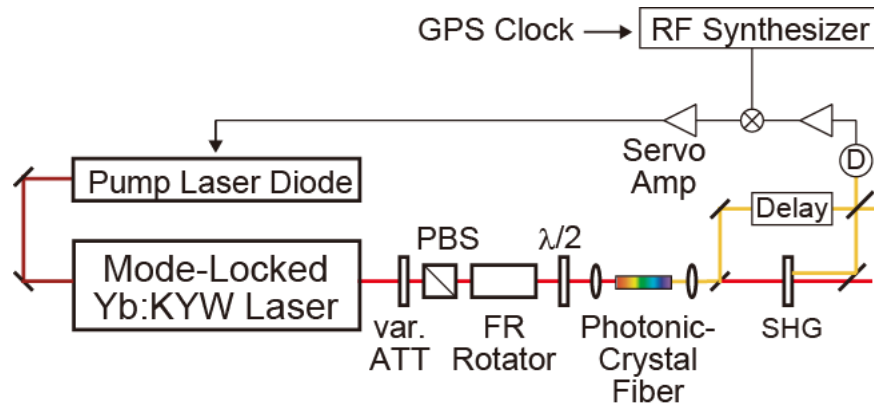 GPS Clock
RF Synthesizer
Servo
Amp
D
Pump Laser Diode
Delay
PBS
λ/2
Mode-Locked
Yb:KYW Laser
var.
ATT
FR
Rotator
Photonic-
Crystal
Fiber
SHG